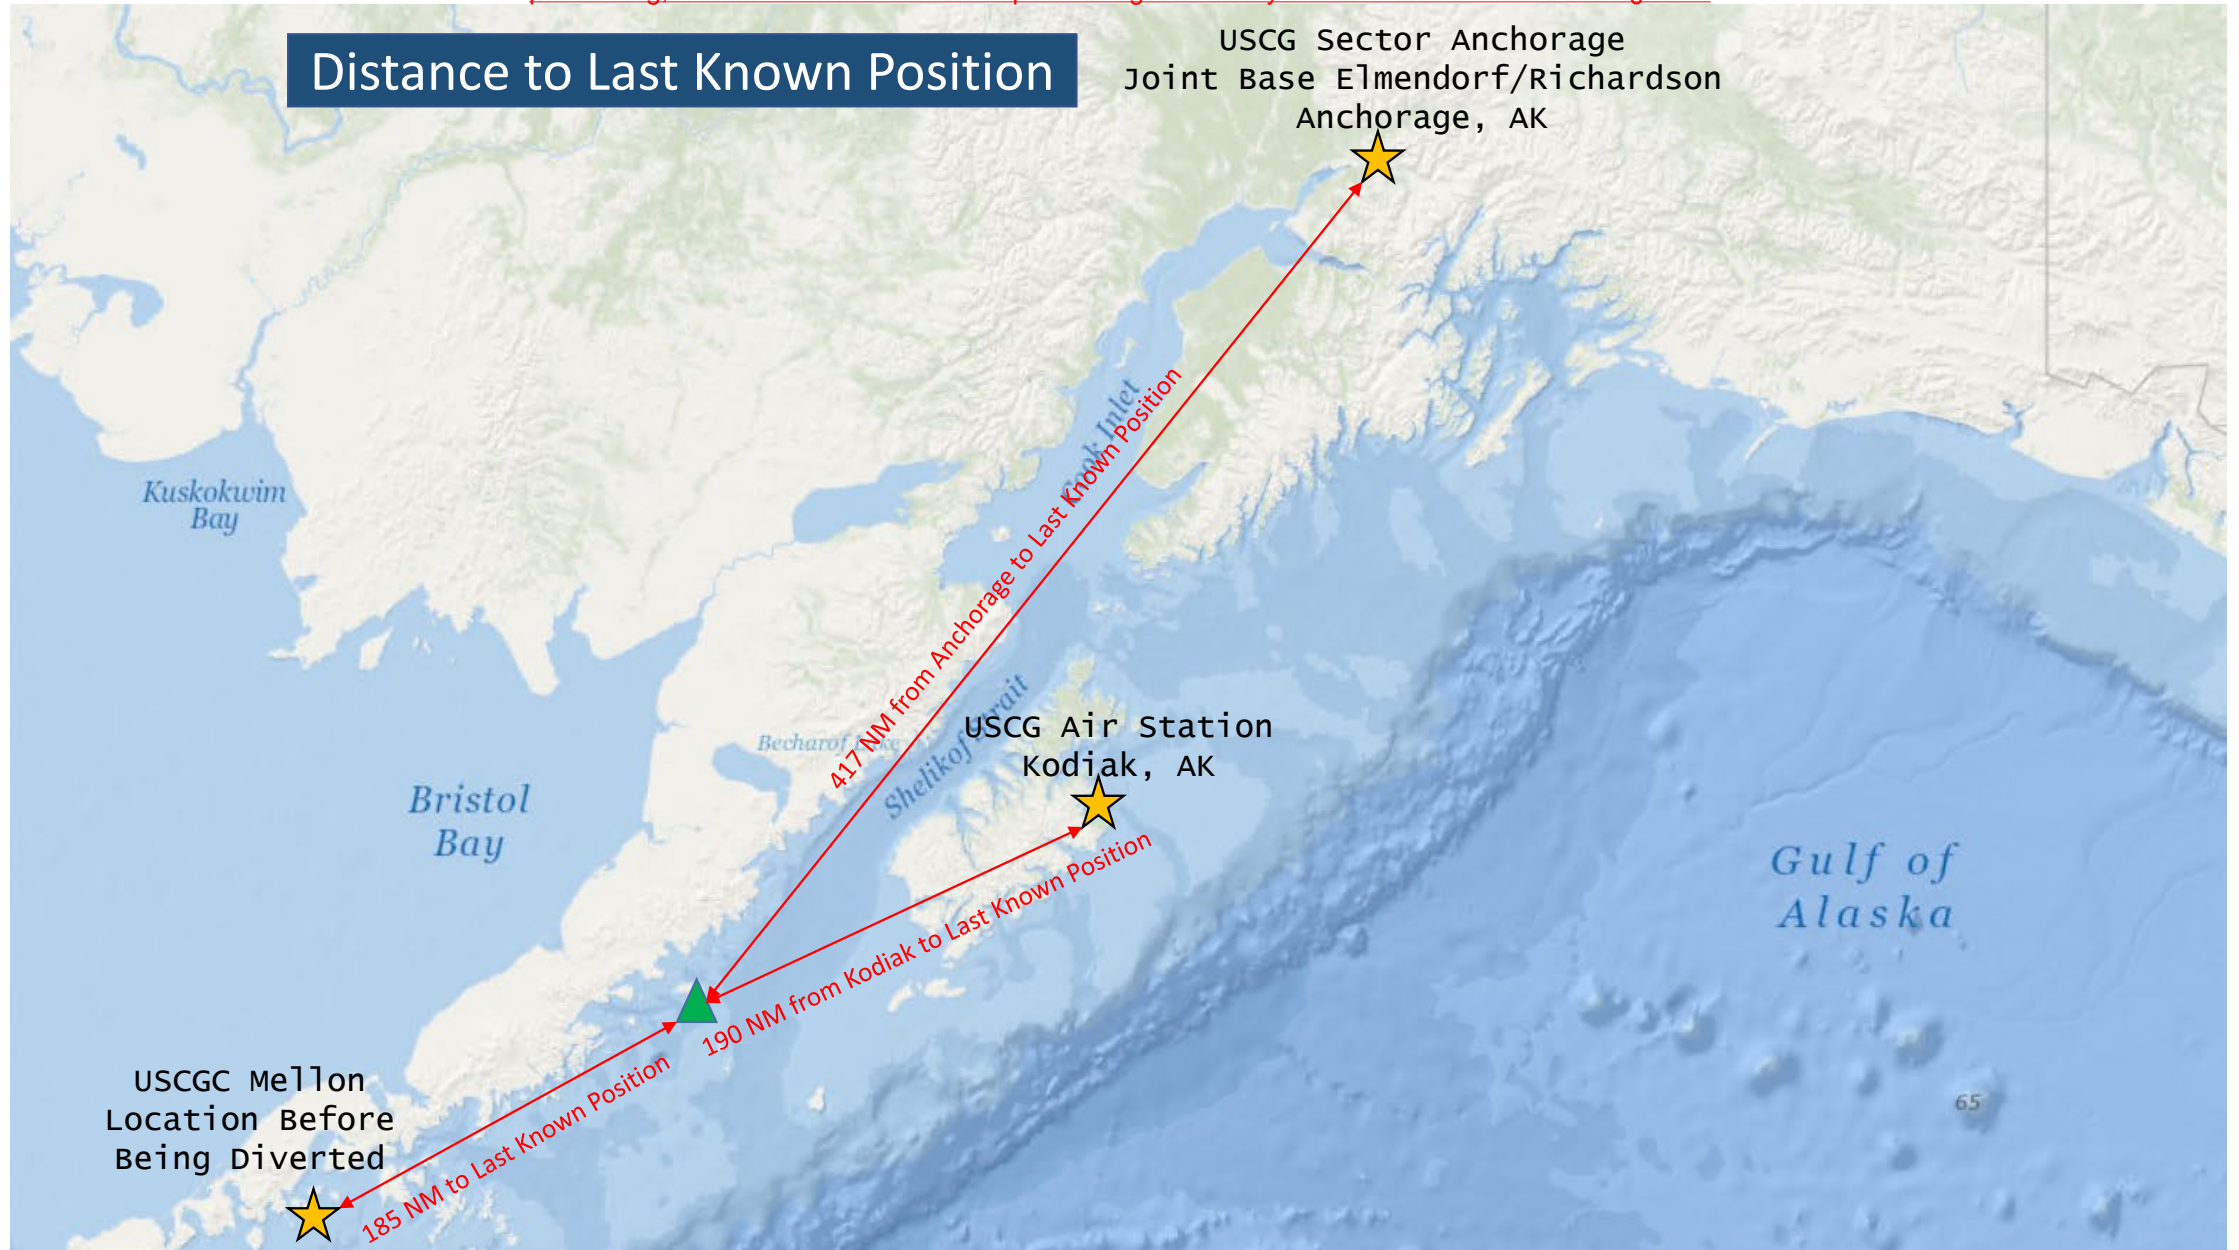 Distance to Last Known Position
USCG Sector Anchorage
Joint Base Elmendorf/Richardson
Anchorage, AK
Kuskokwim
Bay
Cook Inlet
417 NM from Anchorage to Last Known Position
Becharof Lake
Shelikof Strait
USCG Air Station
Kodiak, AK
Bristol
Bay
190 NM from Kodiak to Last Known Position
Gulf of
Alaska
USCGC Mellon
Location Before
Being Diverted
185 NM to Last Known Position
65